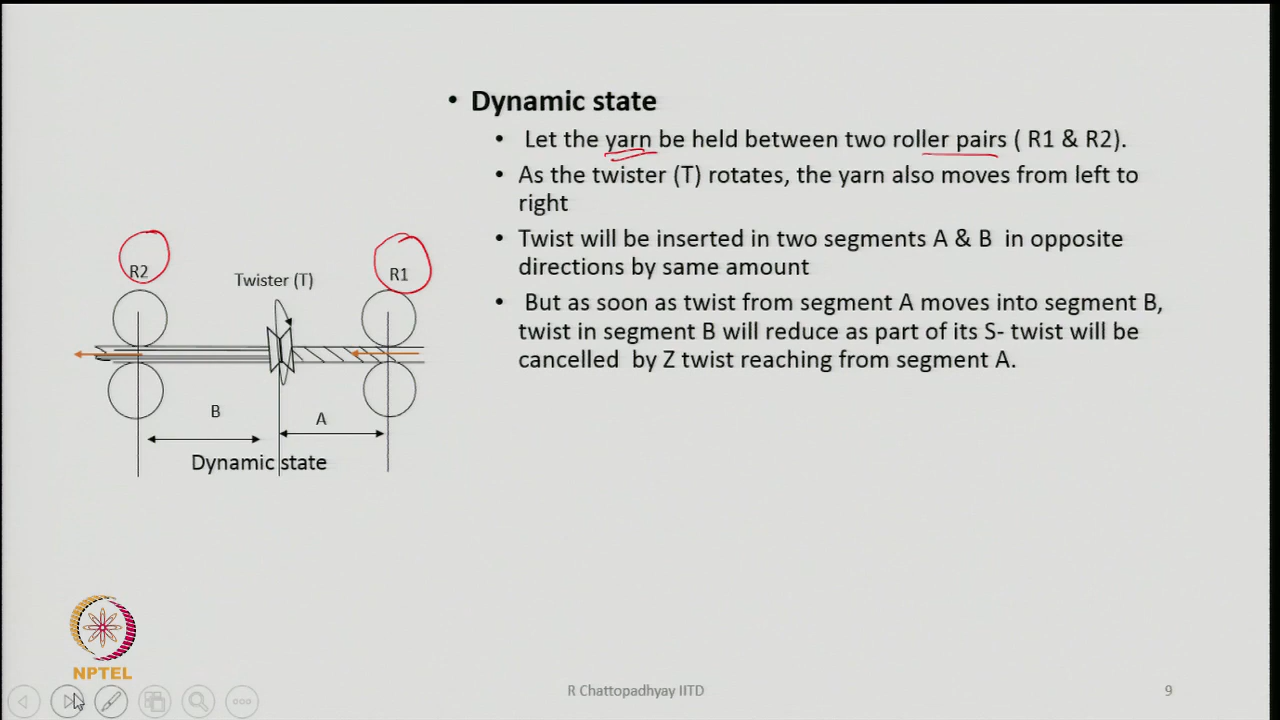 • Dynamic state
• Let the yarn be held between two roller pairs ( R1 & R2).
• As the twister (T) rotates, the yarn also moves from left to
right
• Twist will be inserted in two segments A & B in opposite
directions by same amount
• But as soon as twist from segment A moves into segment B,
twist in segment B will reduce as part of its S- twist will be
cancelled by Z twist reaching from segment A.
R2
Twister (T)
R1
B
A
Dynamic state
NPTEL
R Chattopadhyay IITD
9